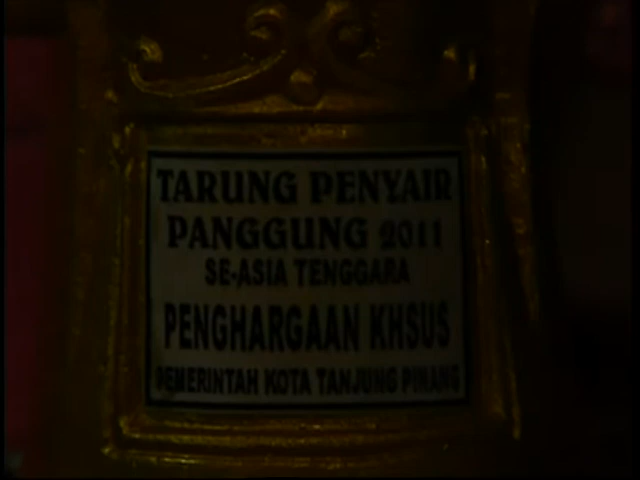 TARUNG PENYAIR
PANGGUNG 2011
SE-ASIA TENGGARA
PENGHARGAAN KHSUS
PEMERINTAH KOTA TANJUNG PINANG